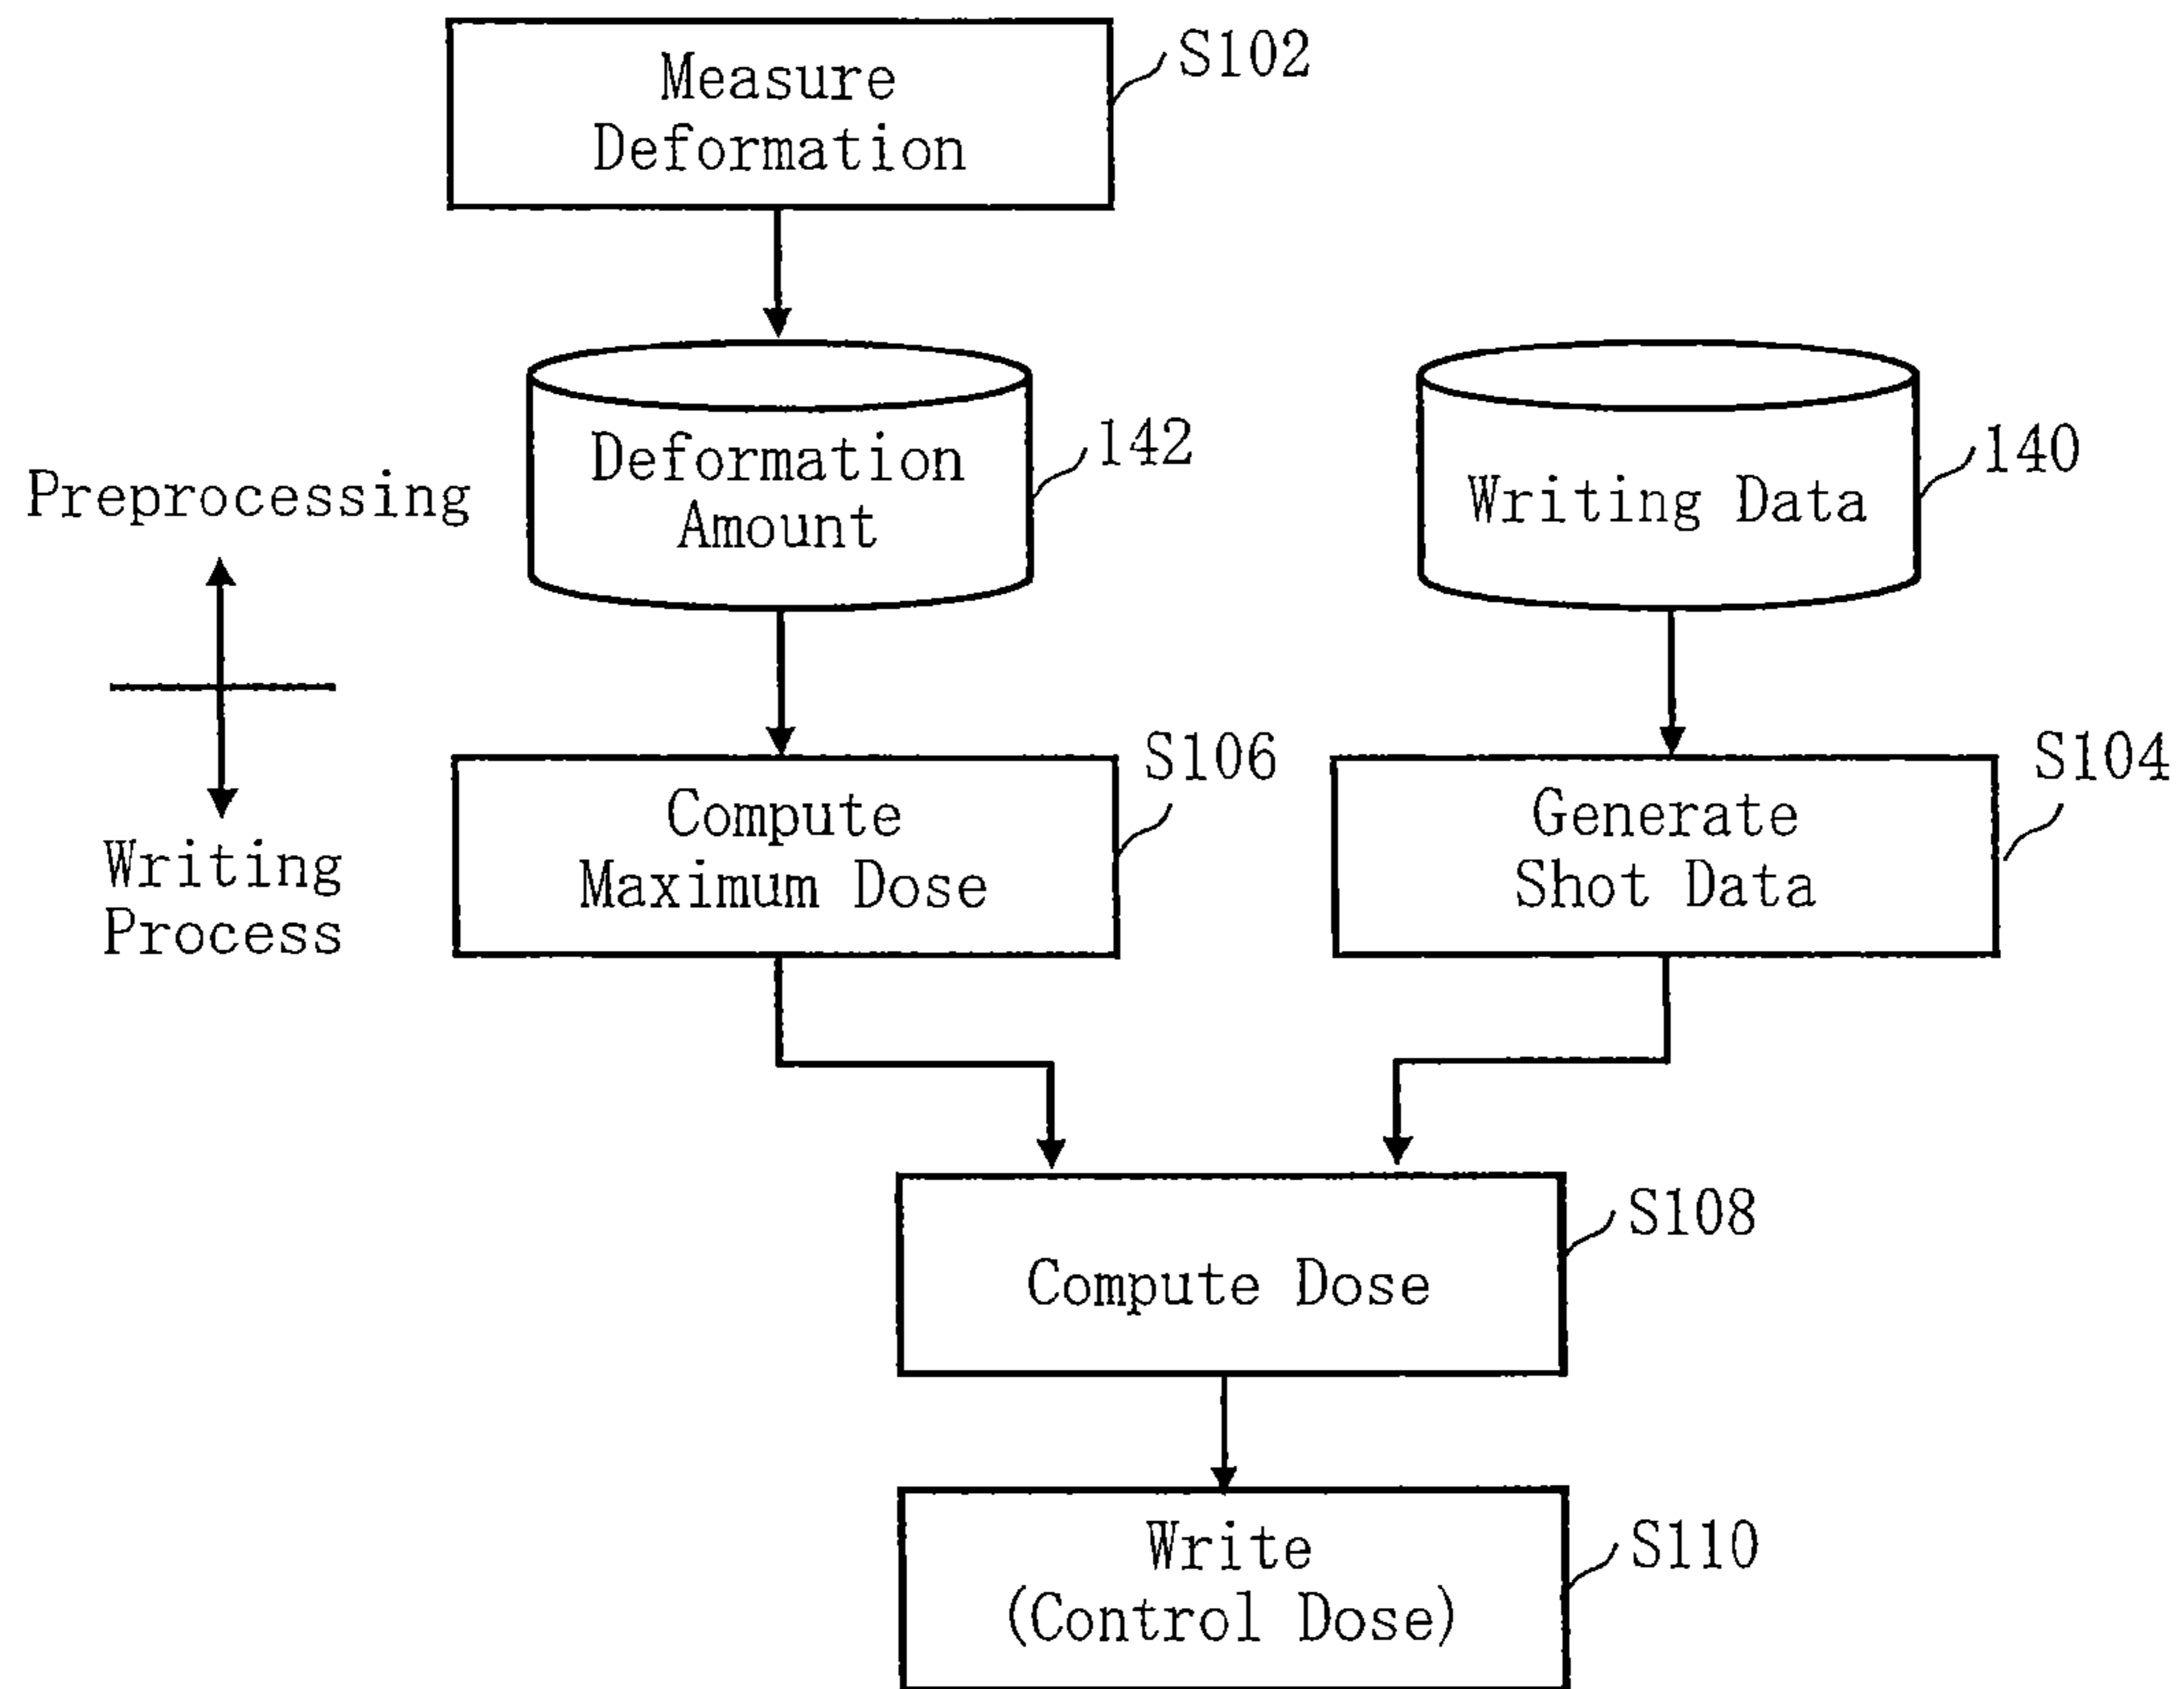 Measure
Deformation
S102
Deformation
Amount
142
Writing Data
140
Preprocessing
Writing
Process
Compute
Maximum Dose
S106
Generate
Shot Data
S104
Compute Dose
S108
Write
(Control Dose)
S110